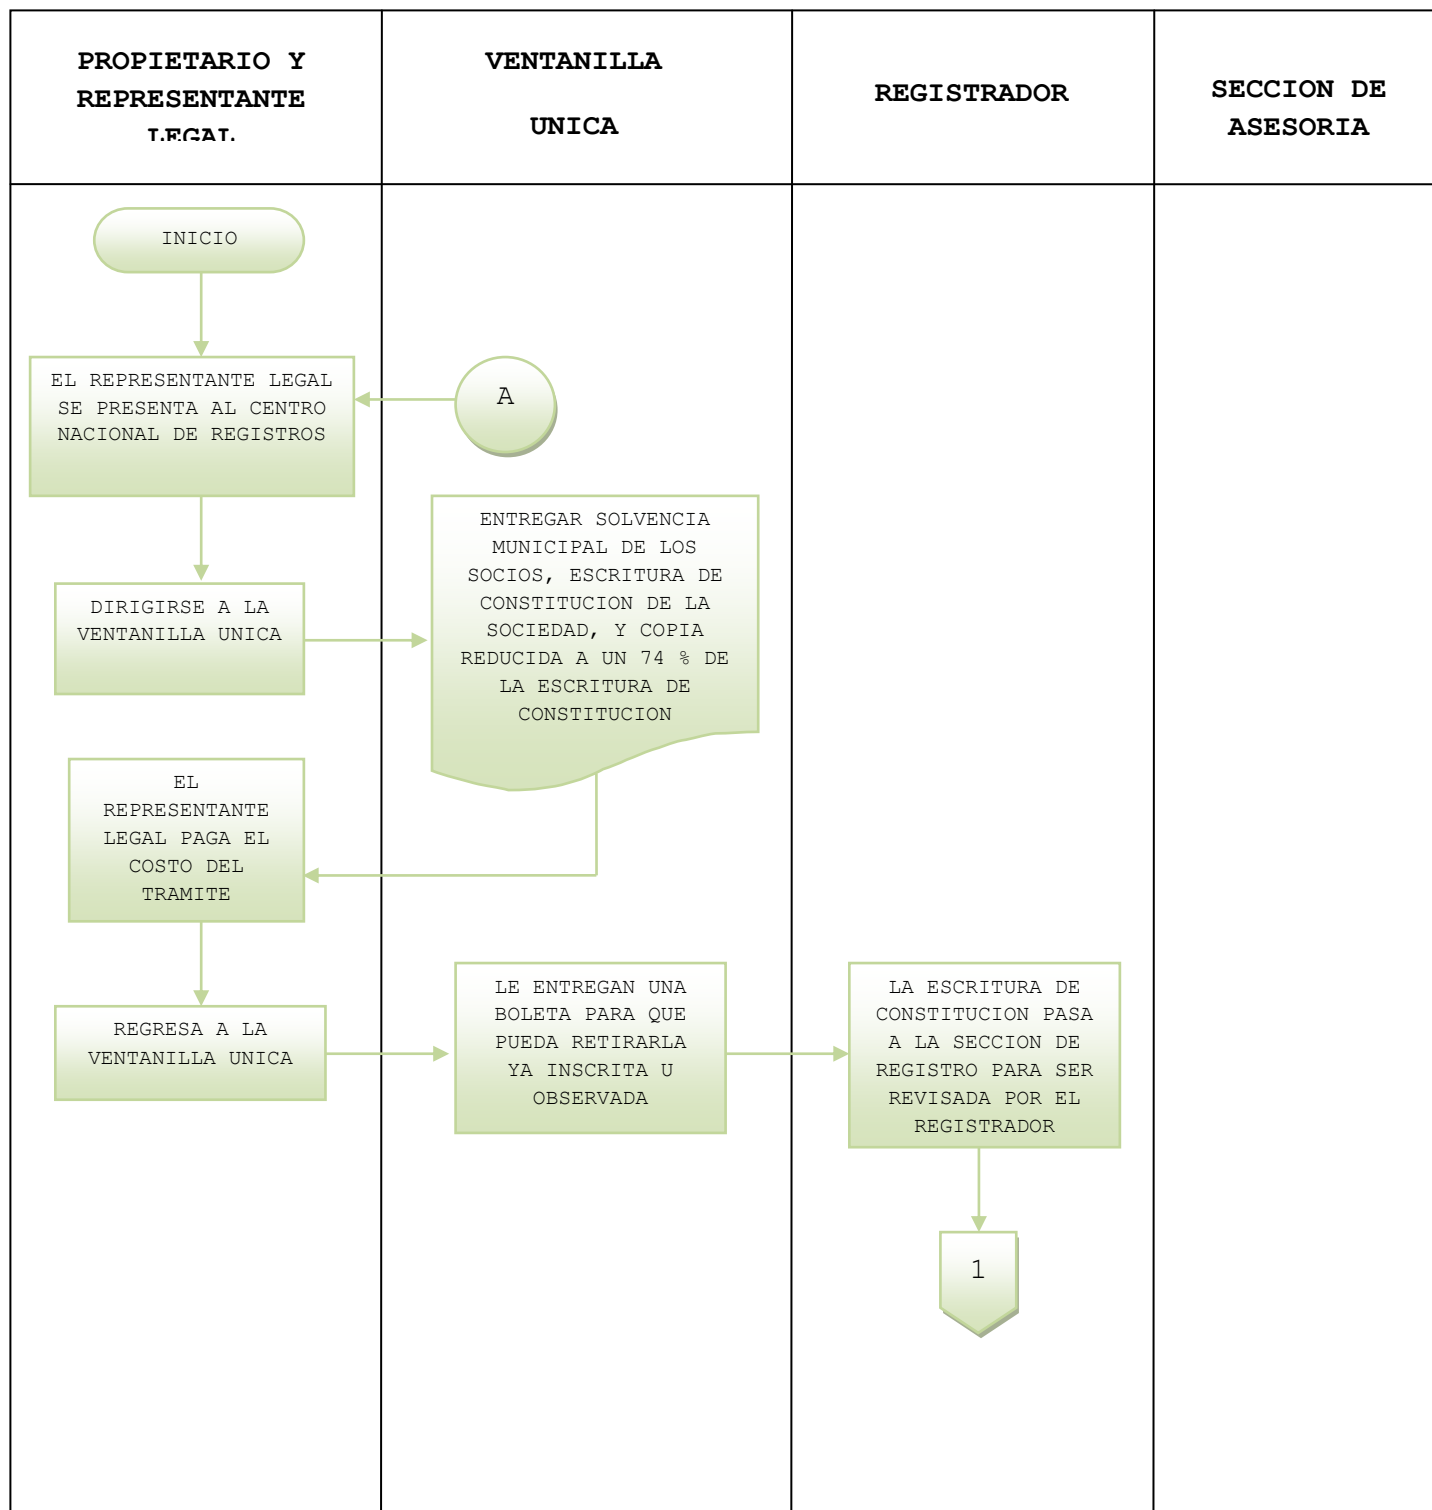 PROPIETARIO Y
REPRESENTANTE
LEGAL
VENTANILLA
UNICA
REGISTRADOR
SECCION DE
ASESORIA
INICIO
EL REPRESENTANTE LEGAL
SE PRESENTA AL CENTRO
NACIONAL DE REGISTROS
A
ENTREGAR SOLVENCIA
MUNICIPAL DE LOS
SOCIOS, ESCRITURA DE
CONSTITUCION DE LA
SOCIEDAD, Y COPIA
REDUCIDA A UN 74 % DE
LA ESCRITURA DE
CONSTITUCION
DIRIGIRSE A LA
VENTANILLA UNICA
EL
REPRESENTANTE
LEGAL PAGA EL
COSTO DEL
TRAMITE
REGRESA A LA
VENTANILLA UNICA
LE ENTREGAN UNA
BOLETA PARA QUE
PUEDA RETIRARLA
YA INSCRITA U
OBSERVADA
LA ESCRITURA DE
CONSTITUCION PASA
A LA SECCION DE
REGISTRO PARA SER
REVISADA POR EL
REGISTRADOR
1